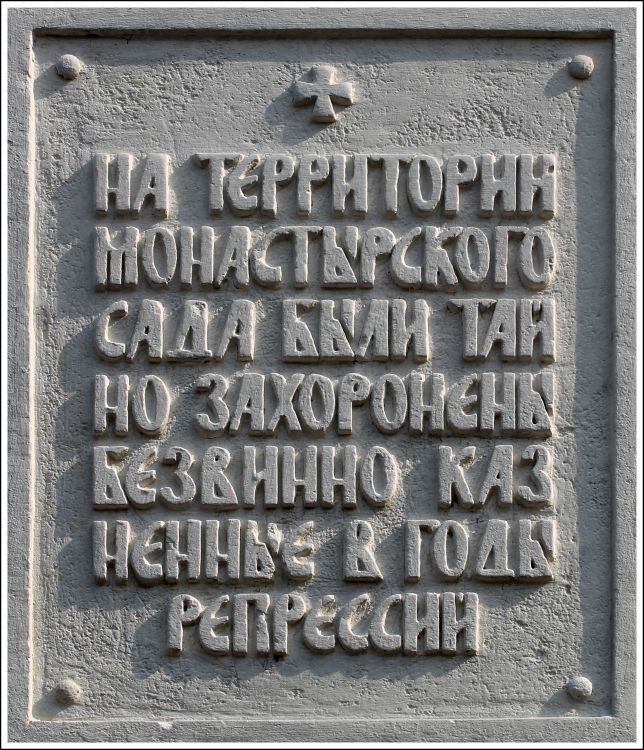 НА ТЕРРИТОРИИ
МОНАСТЫРСКОГО
САДА БЫЛИ ТАЙ
НО ЗАХОРОНЕНЫ
БЕЗВИННО КАЗ
НЕННЫЕ В ГОДЫ
РЕПРЕССИЙ